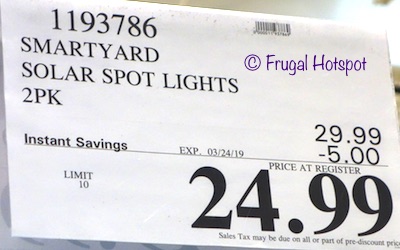 1193786
SMARTYARD
SOLAR SPOT LIGHTS
2PK
© Frugal Hotspot
29.99
Instant Savings EXP. 03/24/19 -5.00
PRICE AT REGISTER
LIMIT
10
24.99
Sales Tax may be due on all or part of pre-discount pric